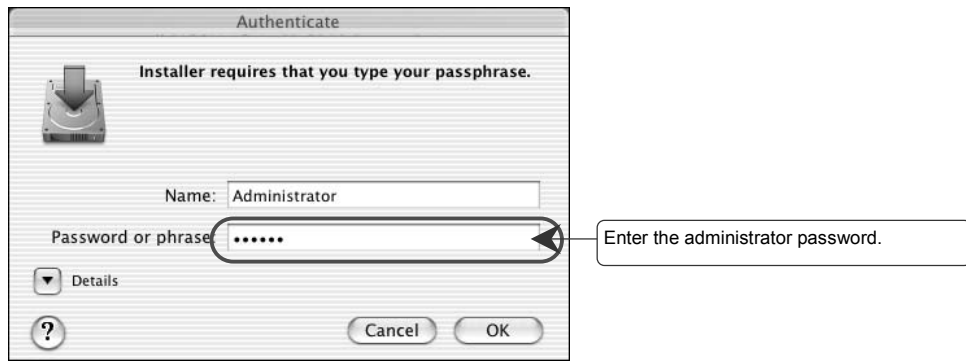 Authenticate
Installer requires that you type your passphrase.
Name: Administrator
Password or phrase: ••••••
Enter the administrator password.
Details
?
Cancel OK